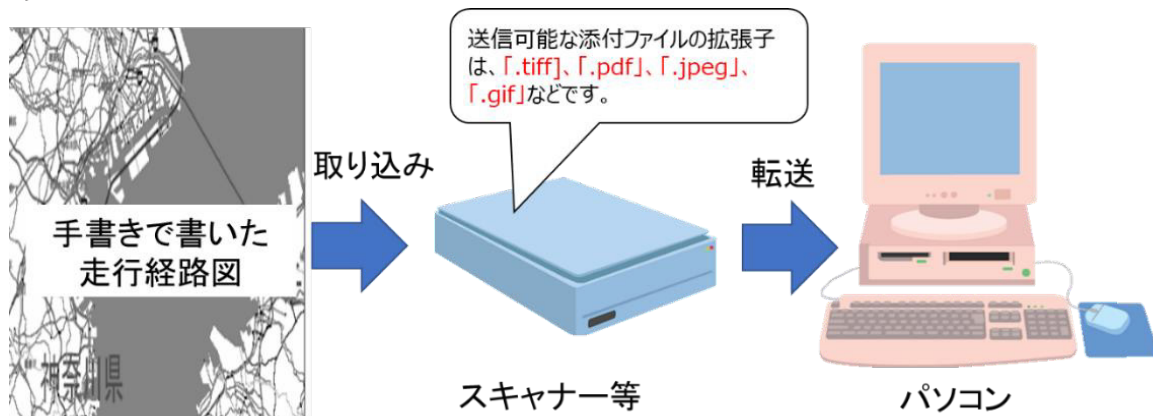 送信可能な添付ファイルの拡張子
は、「.tiff]、「.pdf」、「.jpeg」、
「.gif」などです。
取り込み
転送
手書きで書いた
走行経路図
神奈川県
スキャナー等
パソコン